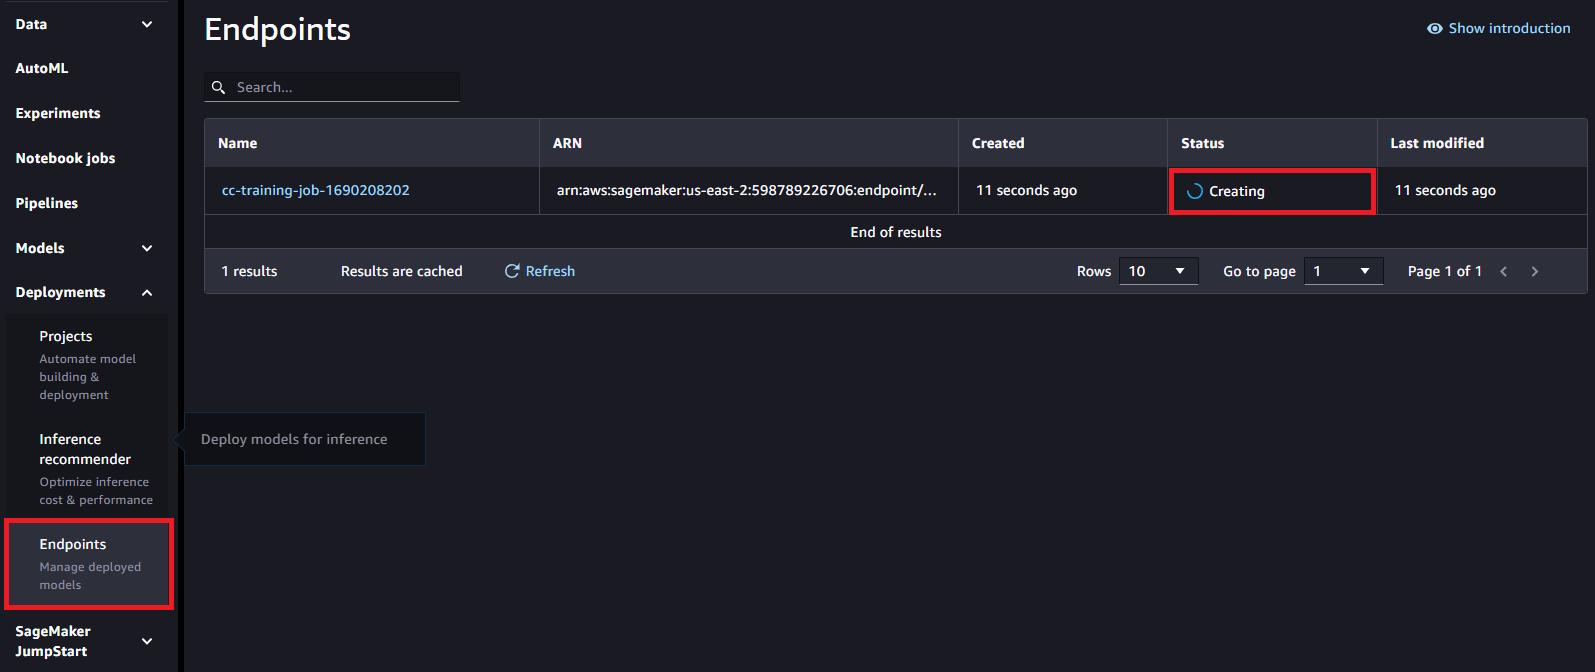 Data
AutoML
Experiments
Notebook jobs
Pipelines
Models
Deployments
Projects
Automate model
building &
deployment
Inference
recommender
Optimize inference
cost & performance
Endpoints
Manage deployed
models
SageMaker
JumpStart
Endpoints
Show introduction
Search...
Name ARN Created Status Last modified
cc-training-job-1690208202 arn:aws:sagemaker:us-east-2:598789226706:endpoint/... 11 seconds ago Creating 11 seconds ago
End of results
1 results Results are cached Refresh Rows 10 Go to page 1 Page 1 of 1
Deploy models for inference